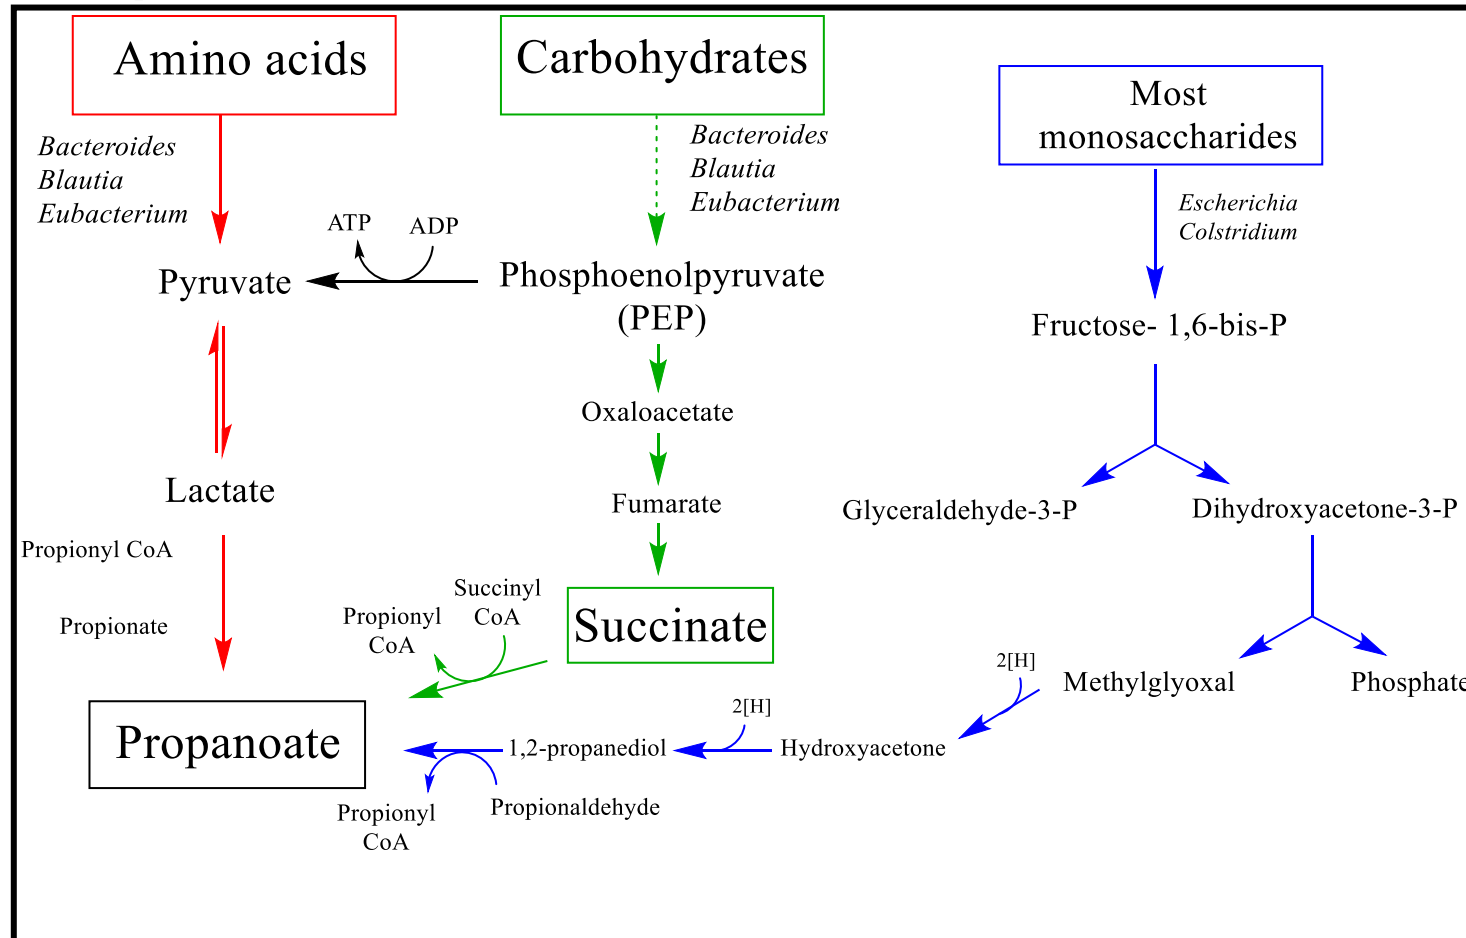 Amino acids
Bacteroides
Blautia
Eubacterium
Pyruvate
Lactate
Propionyl CoA
Propionate
Propanoate
ATP
ADP
Carbohydrates
Bacteroides
Blautia
Eubacterium
Phosphoenolpyruvate
(PEP)
Oxaloacetate
Fumarate
Succinate
Succinyl
CoA
Propionyl
CoA
Most
monosaccharides
Escherichia
Colstridium
Fructose- 1,6-bis-P
Glyceraldehyde-3-P
Dihydroxyacetone-3-P
Methylglyoxal
Phosphate
2[H]
Hydroxyacetone
2[H]
1,2-propanediol
Propionaldehyde
Propionyl
CoA